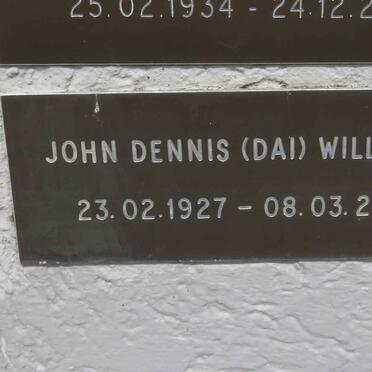 25.02.1934 - 24.12.2
JOHN DENNIS (DAI) WILL
23.02.1927 - 08.03.2